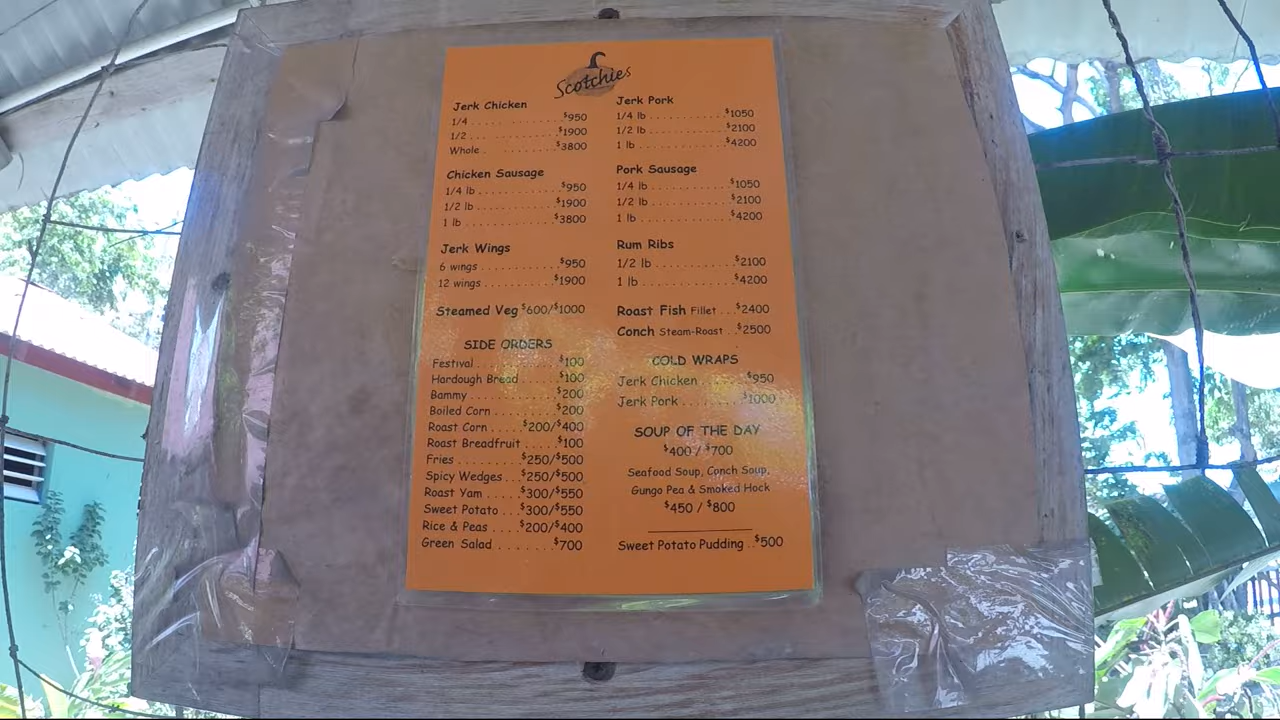 Scotchies
Jerk Chicken
1/4 . . . . . . . . . . . . . $950
1/2 . . . . . . . . . . . . . $1900
Whole . . . . . . . . . . $3800
Chicken Sausage
1/4 lb . . . . . . . . . . . . $950
1/2 lb . . . . . . . . . . . . $1900
1 lb . . . . . . . . . . . . . $3800
Jerk Wings
6 wings . . . . . . . . . . . $950
12 wings . . . . . . . . . . $1900
Steamed Veg $600/$1000
SIDE ORDERS
Festival . . . . . . . . . . . $100
Hardough Bread . . . . . $100
Bammy . . . . . . . . . . . . $200
Boiled Corn . . . . . . . . . $200
Roast Corn . . . . $200/$400
Roast Breadfruit . . . . $100
Fries . . . . . . . . $250/$500
Spicy Wedges . . . $250/$500
Roast Yam . . . . $300/$550
Sweet Potato . . . $300/$550
Rice & Peas . . . . $200/$400
Green Salad . . . . . . . $700
Jerk Pork
1/4 lb . . . . . . . . . . . . $1050
1/2 lb . . . . . . . . . . . . $2100
1 lb . . . . . . . . . . . . . $4200
Pork Sausage
1/4 lb . . . . . . . . . . . . $1050
1/2 lb . . . . . . . . . . . . $2100
1 lb . . . . . . . . . . . . . $4200
Rum Ribs
1/2 lb . . . . . . . . . . . . $2100
1 lb . . . . . . . . . . . . . $4200
Roast Fish Fillet . . . $2400
Conch Steam-Roast . . $2500
COLD WRAPS
Jerk Chicken . . . . . . . $950
Jerk Pork . . . . . . . . . $1000
SOUP OF THE DAY
$400 / $700
Seafood Soup, Conch Soup,
Gungo Pea & Smoked Hock
$450 / $800
Sweet Potato Pudding . . $500